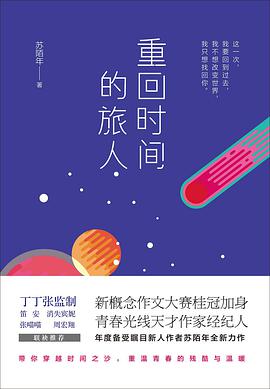 苏陌年——著
重回时间
的旅人
这一次，
我要回到过去，
我不想改变世界，
我只想找回你。
丁丁张监制
笛 安 消失宾妮
张喵喵 周宏翔
联袂推荐
新概念作文大赛桂冠加身
青春光线天才作家经纪人
年度备受瞩目新人作者苏陌年全新力作
带你穿越时间之沙，重温青春的残酷与温暖